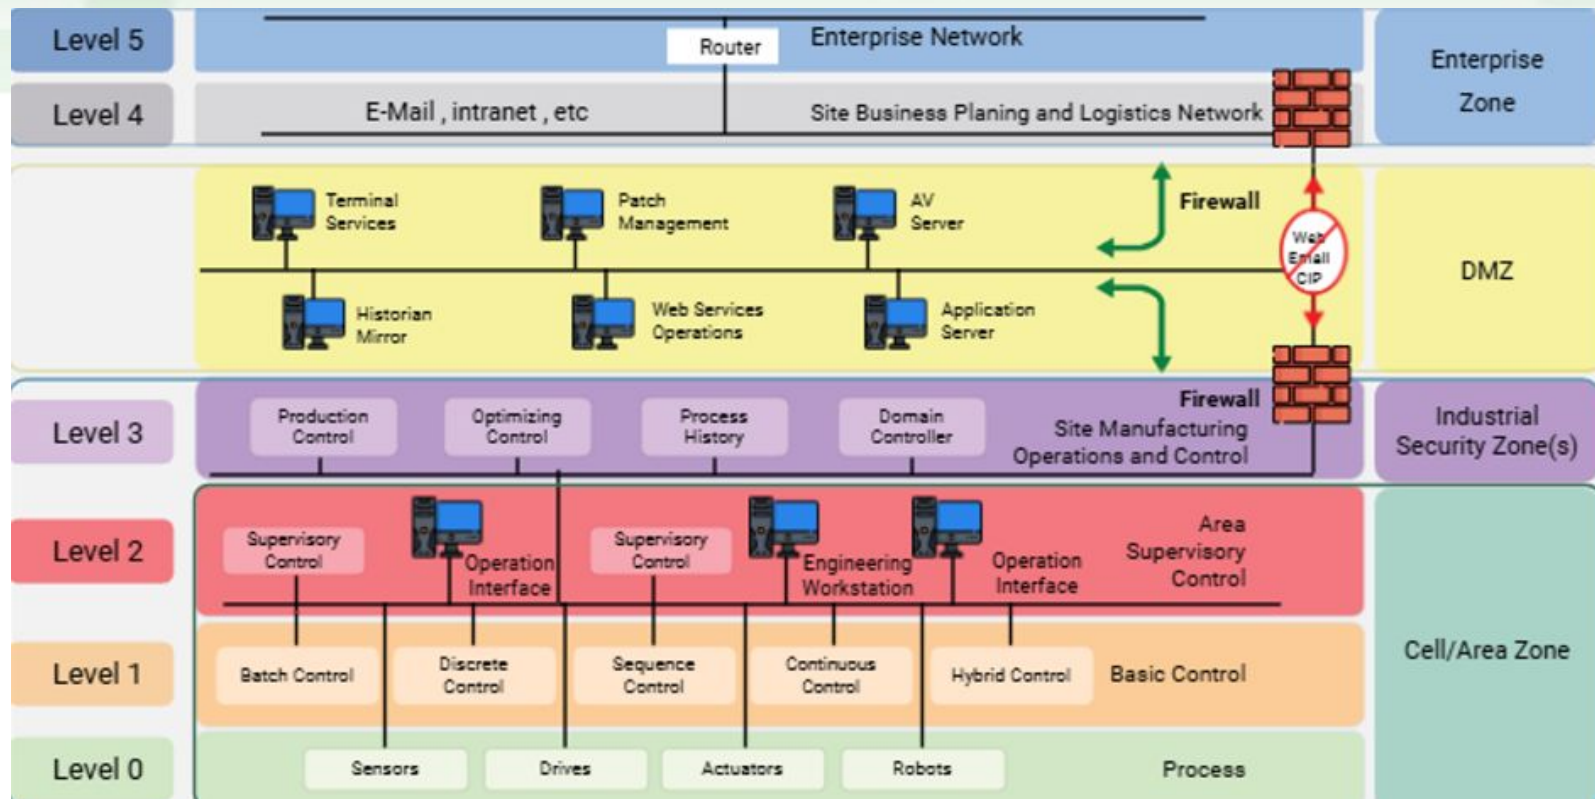 Level 5
Router
Enterprise Network
Enterprise
Zone
Level 4
E-Mail , intranet , etc
Site Business Planing and Logistics Network
Terminal
Services
Patch
Management
AV
Server
Firewall
Web
Email
CIP
DMZ
Historian
Mirror
Web Services
Operations
Application
Server
Level 3
Production
Control
Optimizing
Control
Process
History
Domain
Controller
Firewall
Site Manufacturing
Operations and Control
Industrial
Security Zone(s)
Level 2
Supervisory
Control
Operation
Interface
Supervisory
Control
Engineering
Workstation
Operation
Interface
Area
Supervisory
Control
Level 1
Batch Control
Discrete
Control
Sequence
Control
Continuous
Control
Hybrid Control
Basic Control
Cell/Area Zone
Level 0
Sensors
Drives
Actuators
Robots
Process